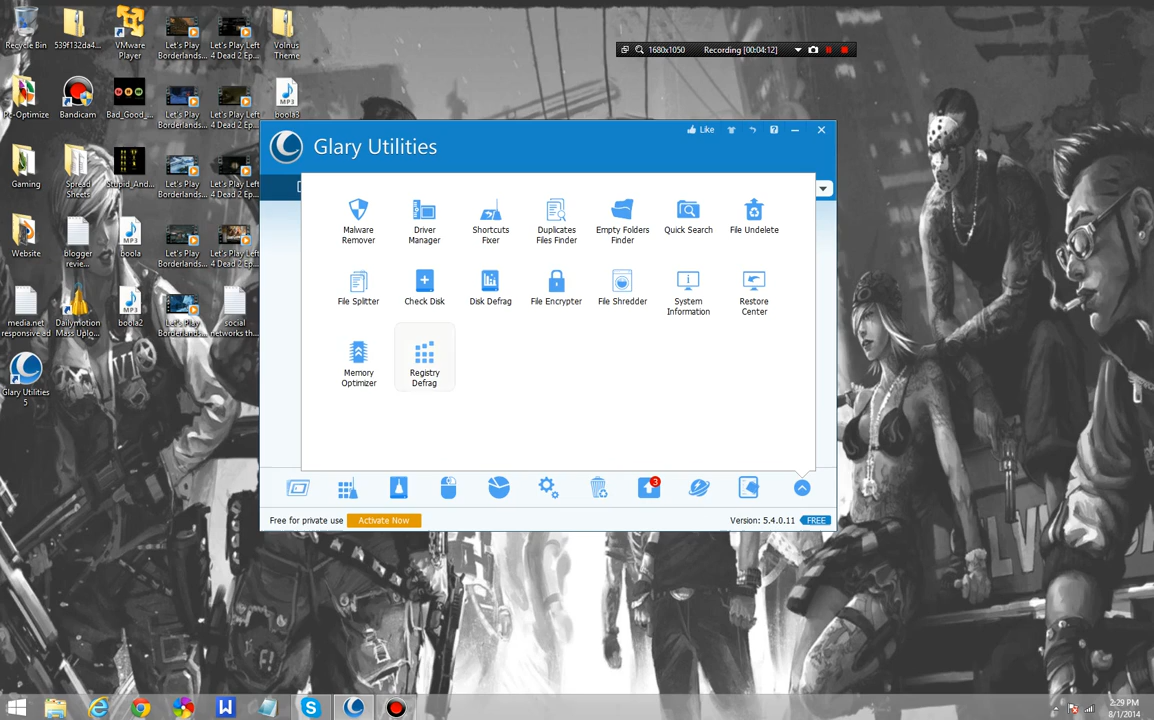 1680x1050 Recording [00:04:12]
Recycle Bin
539f132da4...
VMware
Player
Let's Play
Borderlands...
Let's Play Left
4 Dead 2 Ep...
Volnus
Theme
Pc-Optimize
Bandicam
Bad_Good_...
Let's Play
Borderlands...
Let's Play Left
4 Dead 2 Ep...
boola3
Gaming
Spread
Sheets
Stupid_And...
Let's Play
Borderlands...
Let's Play Left
4 Dead 2 Ep...
Website
blogger
revie...
boola
Let's Play
Borderlands...
Let's Play Left
4 Dead 2 Ep...
media.net
responsive ad
Dailymotion
Mass Uplo...
boola2
Let's Play
Borderlands...
social
networks th...
Glary Utilities
5
MP3
MP3
MP3
Like
Glary Utilities
Malware
Remover
Driver
Manager
Shortcuts
Fixer
Duplicates
Files Finder
Empty Folders
Finder
Quick Search
File Undelete
File Splitter
Check Disk
Disk Defrag
File Encrypter
File Shredder
System
Information
Restore
Center
Memory
Optimizer
Registry
Defrag
3
Free for private use Activate Now Version: 5.4.0.11 FREE
2:29 PM
8/1/2014